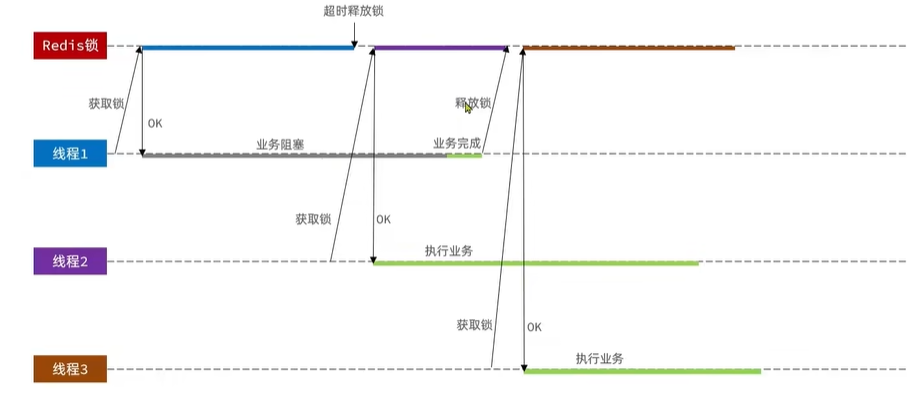 超时释放锁
Redis锁
获取锁
释放锁
OK
业务阻塞
业务完成
线程1
获取锁
OK
执行业务
线程2
获取锁
OK
执行业务
线程3